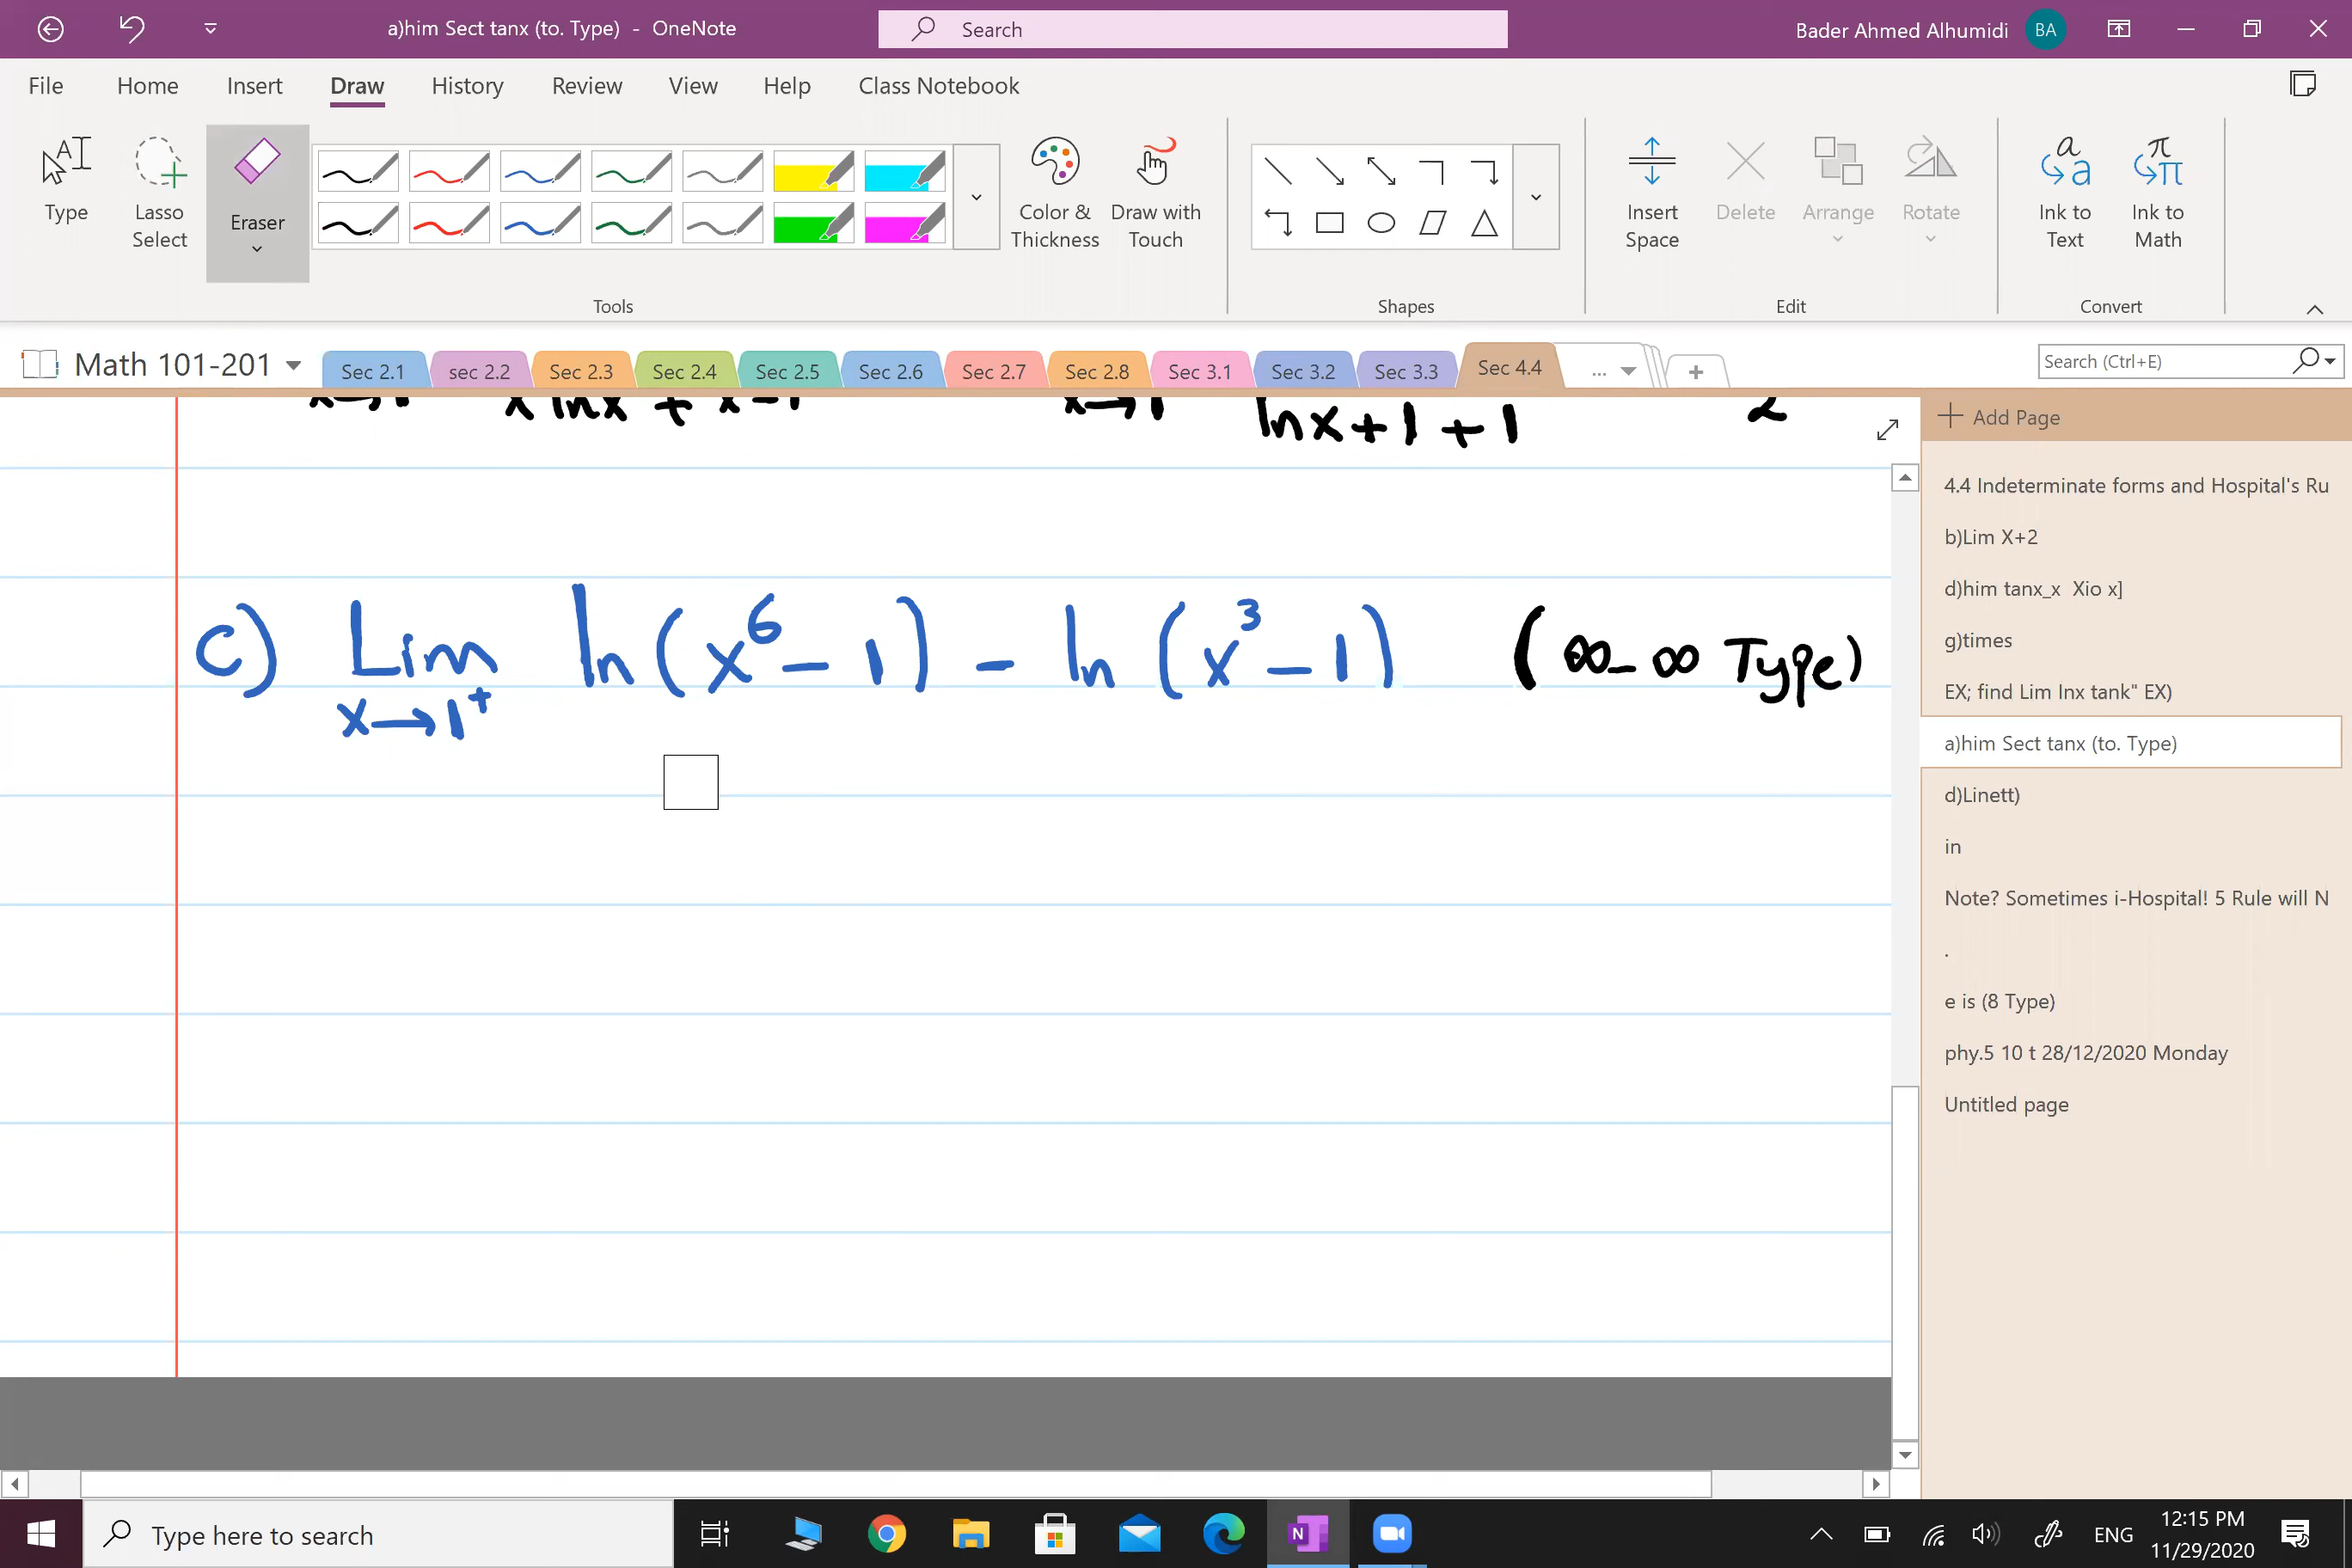 a)him Sect tanx (to. Type) - OneNote
Search
Bader Ahmed Alhumidi BA
File Home Insert Draw History Review View Help Class Notebook
Type
Lasso Select
Eraser
Color & Thickness
Draw with Touch
Insert Space
Delete
Arrange
Rotate
Ink to Text
Ink to Math
Tools
Shapes
Edit
Convert
Math 101-201
Sec 2.1 sec 2.2 Sec 2.3 Sec 2.4 Sec 2.5 Sec 2.6 Sec 2.7 Sec 2.8 Sec 3.1 Sec 3.2 Sec 3.3 Sec 4.4 ... +
Search (Ctrl+E)
x→1 x lnx + x-1 x→1 lnx+1+1 2
c) Lim x→1⁺ ln(x⁶-1) - ln(x³-1) (∞-∞ Type)
Add Page
4.4 Indeterminate forms and Hospital's Ru
b)Lim X+2
d)him tanx_x Xio x]
g)times
EX; find Lim Inx tank" EX)
a)him Sect tanx (to. Type)
d)Linett)
in
Note? Sometimes i-Hospital! 5 Rule will N
.
e is (8 Type)
phy.5 10 t 28/12/2020 Monday
Untitled page
Type here to search
ENG
12:15 PM
11/29/2020